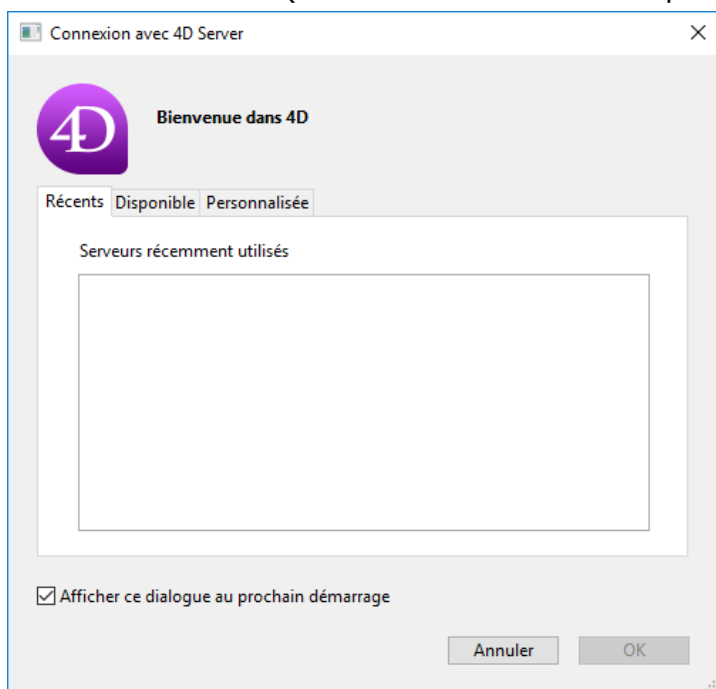 Connexion avec 4D Server
4D
Bienvenue dans 4D
Récents Disponible Personnalisée
Serveurs récemment utilisés
Afficher ce dialogue au prochain démarrage
Annuler OK